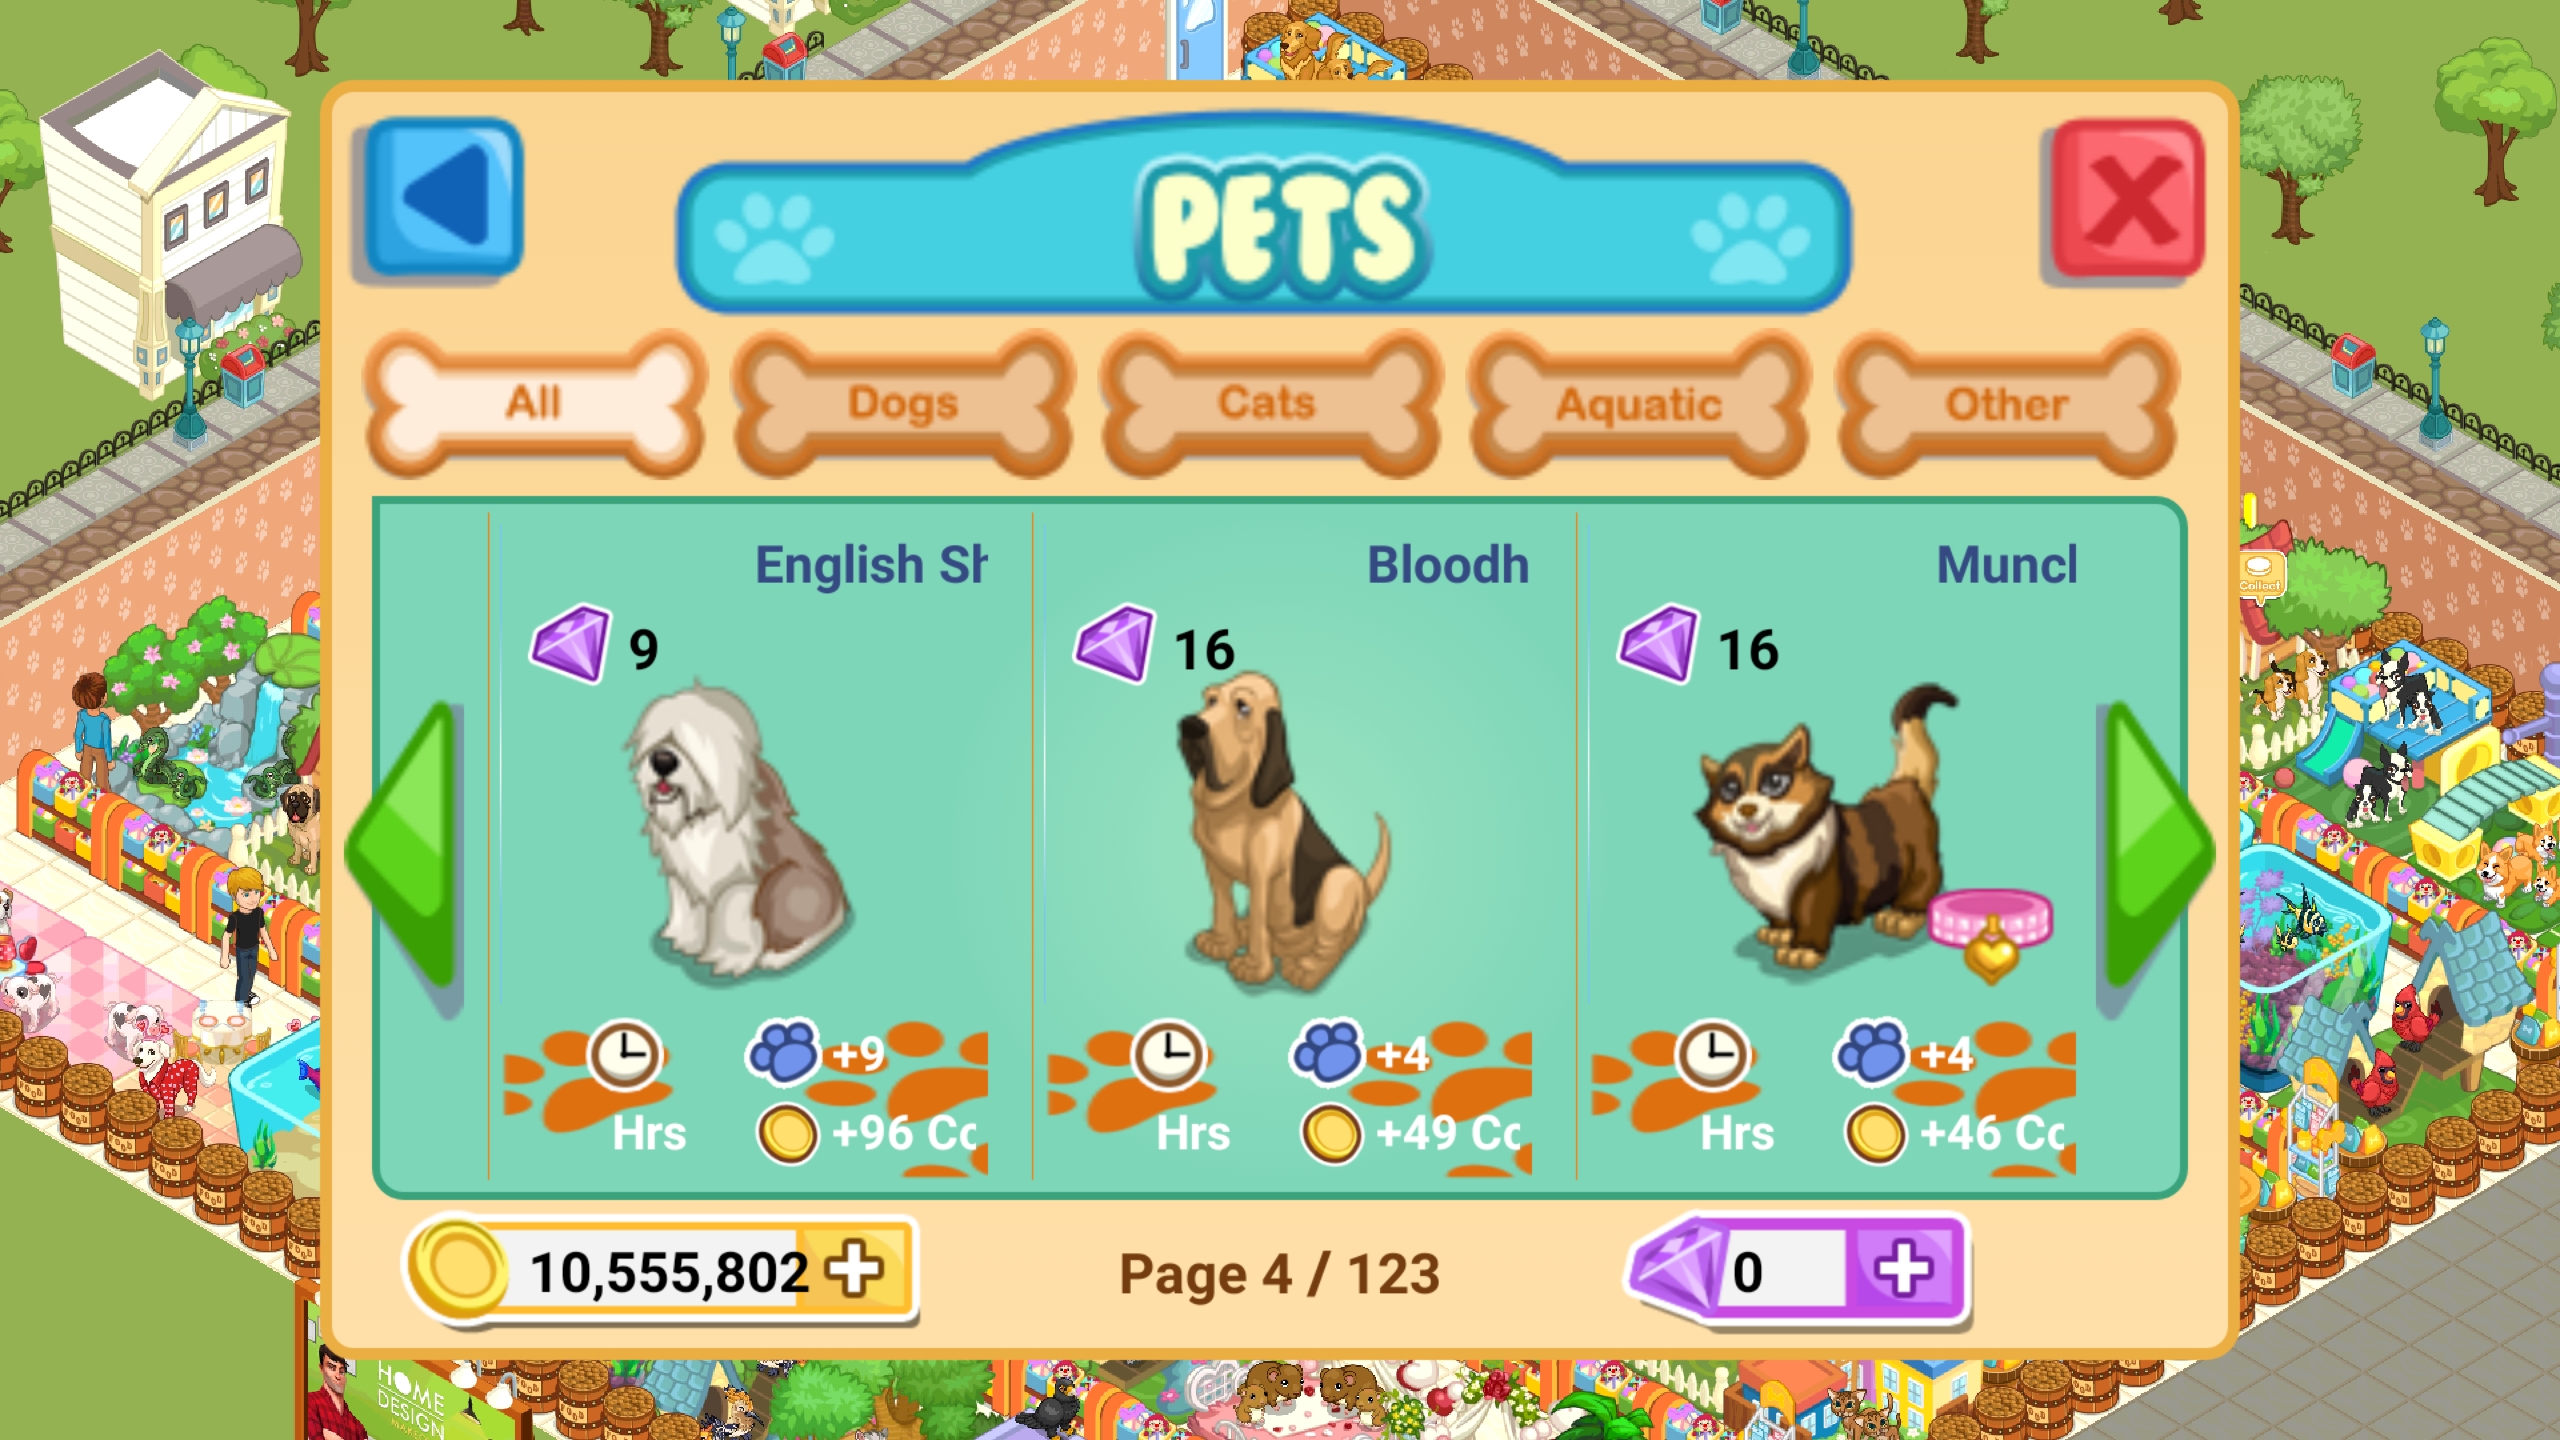 PETS
All
Dogs
Cats
Aquatic
Other
English Sh
Bloodh
Muncl
9
16
16
+9
+4
+4
Hrs
+96 Cc
Hrs
+49 Cc
Hrs
+46 Cc
10,555,802
Page 4 / 123
0
Collect
HOME
DESIGN